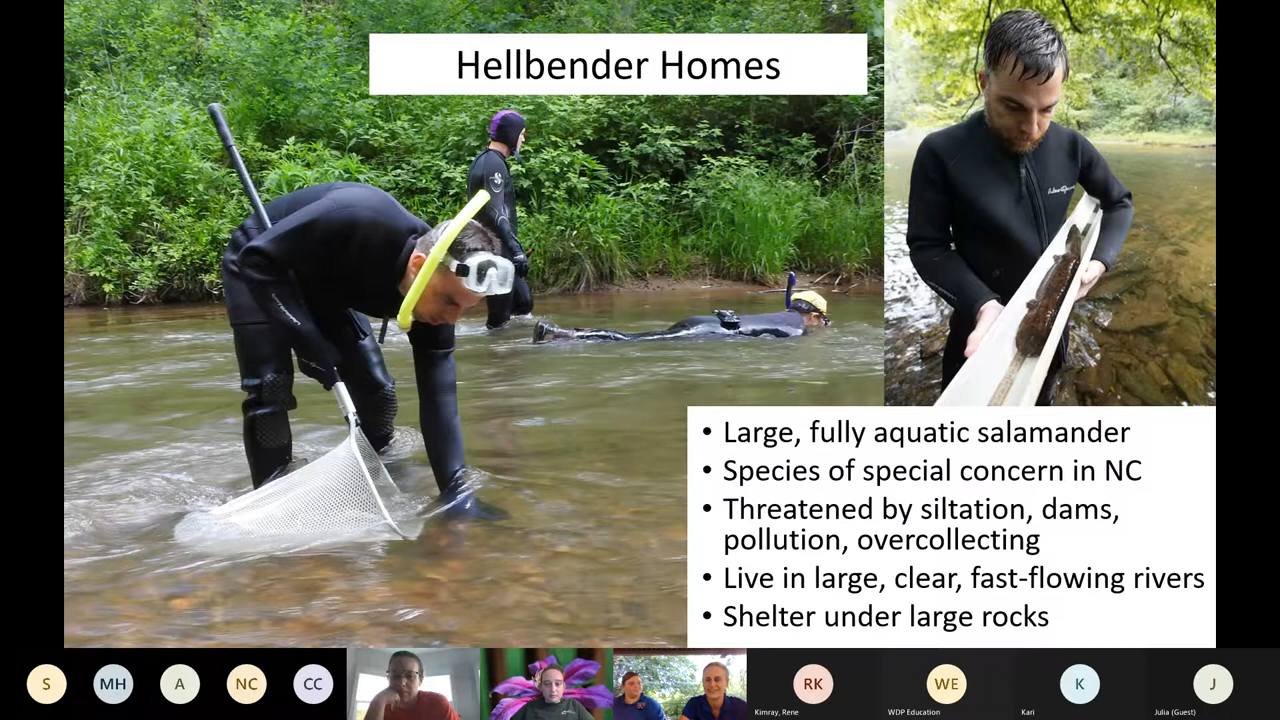 Hellbender Homes
• Large, fully aquatic salamander
• Species of special concern in NC
• Threatened by siltation, dams,
pollution, overcollecting
• Live in large, clear, fast-flowing rivers
• Shelter under large rocks
S
MH
A
NC
CC
RK
WE
K
J
Kimray, Rene
WDP Education
Kari
Julia (Guest)